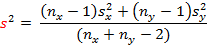 s² = ((nₓ − 1)sₓ² + (n_y − 1)s_y²) / (nₓ + n_y − 2)